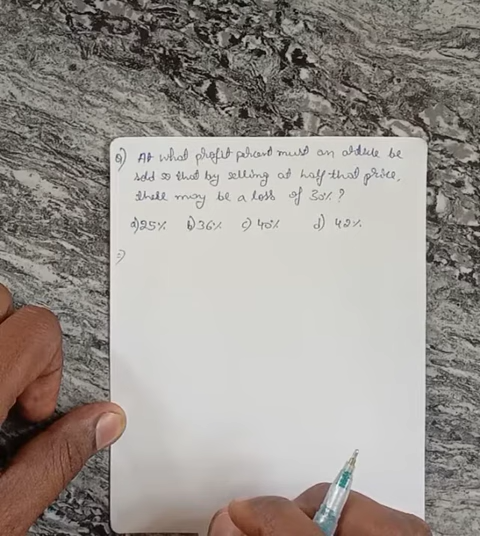 Q) At what profit percent must an article be
sold so that by selling at half that price,
there may be a loss of 30%?
a) 25% b) 36% c) 40% d) 42%
=)